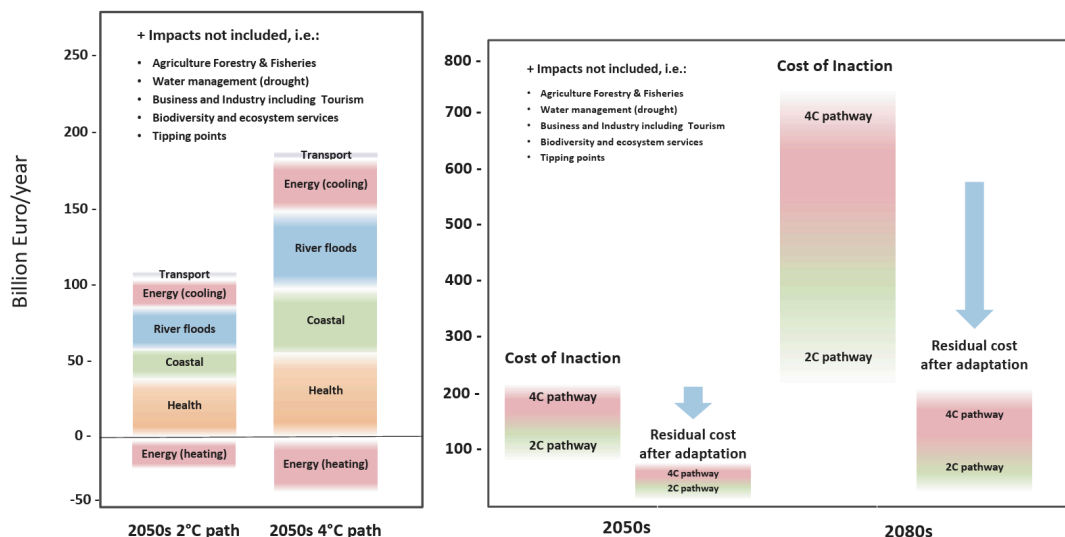 Billion Euro/year
250 -
200 -
150 -
100 -
50 -
0 -
-50 -
+ Impacts not included, i.e.:
• Agriculture Forestry & Fisheries
• Water management (drought)
• Business and Industry including Tourism
• Biodiversity and ecosystem services
• Tipping points
Transport
Energy (cooling)
River floods
Coastal
Health
Energy (heating)
Transport
Energy (cooling)
River floods
Coastal
Health
Energy (heating)
2050s 2°C path
2050s 4°C path
800 -
700 -
600 -
500 -
400 -
300 -
200 -
100 -
+ Impacts not included, i.e.:
• Agriculture Forestry & Fisheries
• Water management (drought)
• Business and Industry including Tourism
• Biodiversity and ecosystem services
• Tipping points
Cost of Inaction
4C pathway
2C pathway
Residual cost
after adaptation
4C pathway
2C pathway
Cost of Inaction
4C pathway
2C pathway
Residual cost
after adaptation
4C pathway
2C pathway
2050s
2080s